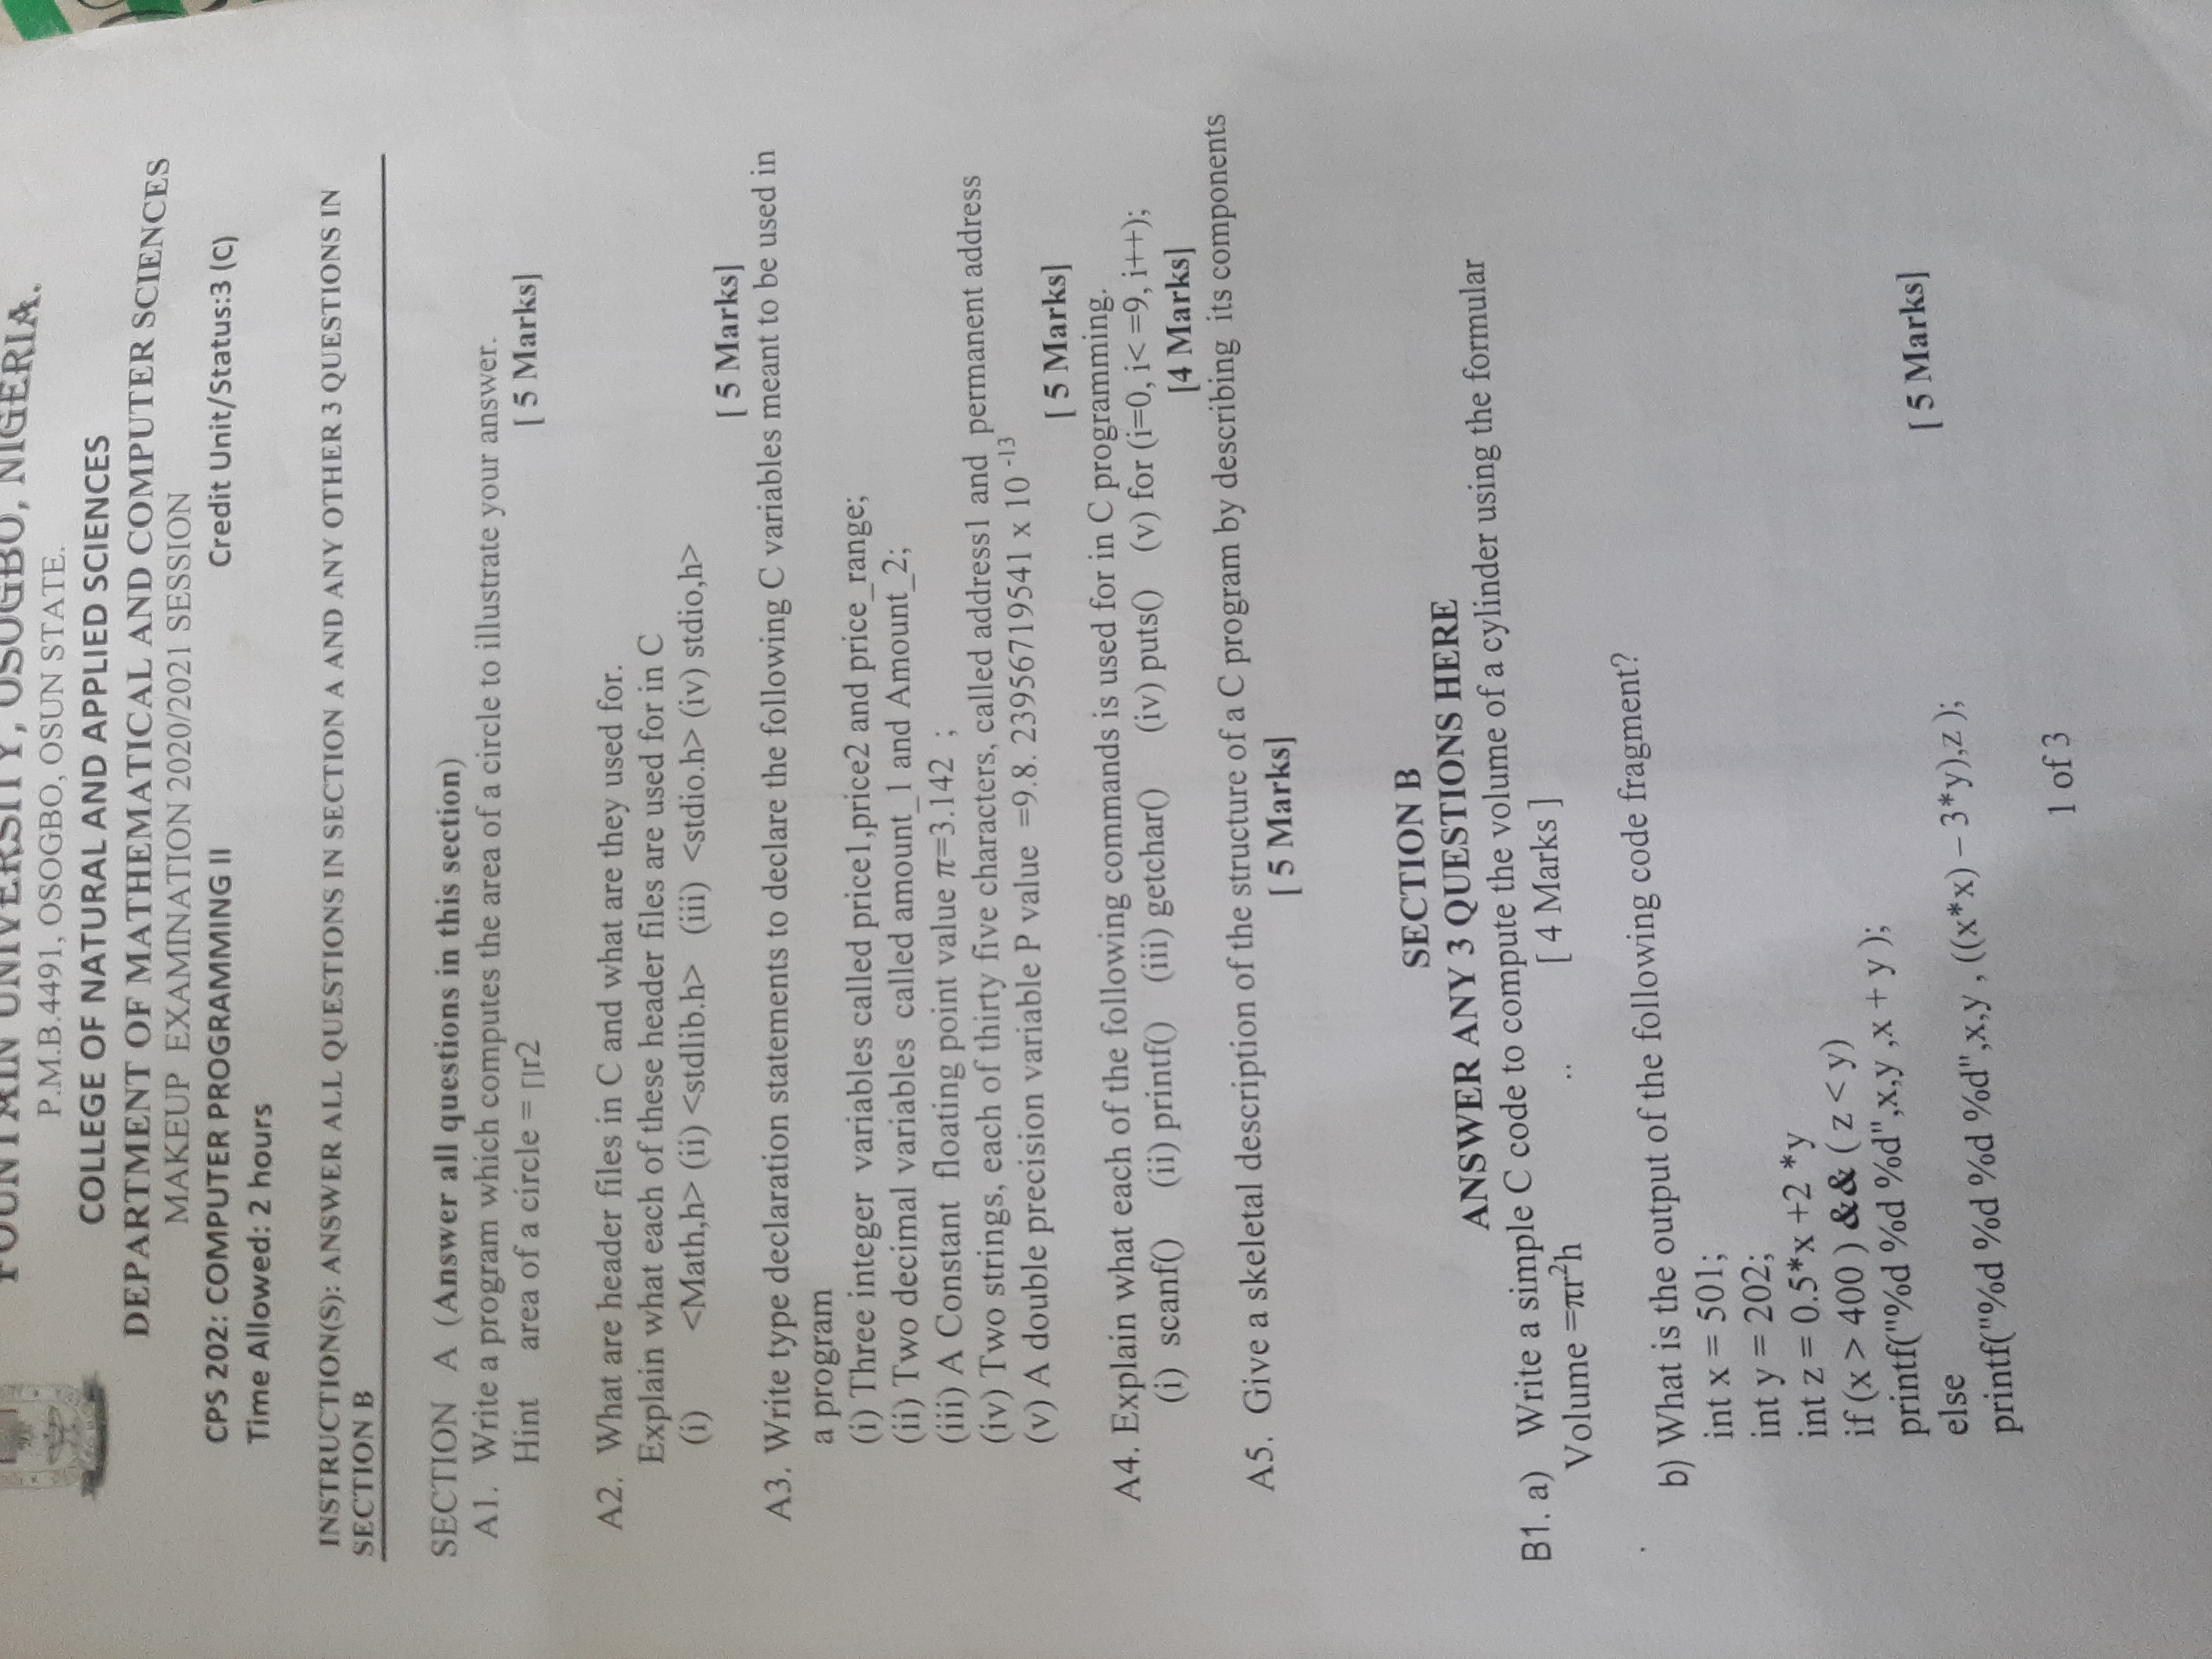 FOUNTAIN UNIVERSITY, OSOGBO, NIGERIA.
P.M.B.4491, OSOGBO, OSUN STATE.
COLLEGE OF NATURAL AND APPLIED SCIENCES
DEPARTMENT OF MATHEMATICAL AND COMPUTER SCIENCES
MAKEUP EXAMINATION 2020/2021 SESSION
CPS 202: COMPUTER PROGRAMMING II Credit Unit/Status:3 (C)
Time Allowed: 2 hours
INSTRUCTION(S): ANSWER ALL QUESTIONS IN SECTION A AND ANY OTHER 3 QUESTIONS IN
SECTION B
SECTION A (Answer all questions in this section)
A1. Write a program which computes the area of a circle to illustrate your answer.
Hint area of a circle = ∏r2 [ 5 Marks]
A2. What are header files in C and what are they used for.
Explain what each of these header files are used for in C
(i) <Math,h> (ii) <stdlib.h> (iii) <stdio.h> (iv) stdio,h>
[ 5 Marks]
A3. Write type declaration statements to declare the following C variables meant to be used in
a program
(i) Three integer variables called price1,price2 and price_range;
(ii) Two decimal variables called amount_1 and Amount_2;
(iii) A Constant floating point value π=3.142 ;
(iv) Two strings, each of thirty five characters, called address1 and permanent address
(v) A double precision variable P value =9.8. 23956719541 x 10 -13
[ 5 Marks]
A4. Explain what each of the following commands is used for in C programming.
(i) scanf() (ii) printf() (iii) getchar() (iv) puts() (v) for (i=0, i< =9, i++);
[4 Marks]
A5. Give a skeletal description of the structure of a C program by describing its components
[ 5 Marks]
SECTION B
ANSWER ANY 3 QUESTIONS HERE
B1. a) Write a simple C code to compute the volume of a cylinder using the formular
Volume =πr²h .. [ 4 Marks ]
b) What is the output of the following code fragment?
int x = 501;
int y = 202;
int z = 0.5*x +2 *y
if (x > 400 ) && ( z < y)
printf("%d %d %d",x,y ,x + y );
else [ 5 Marks]
printf("%d %d %d %d",x,y , ((x*x) – 3*y),z );
1 of 3